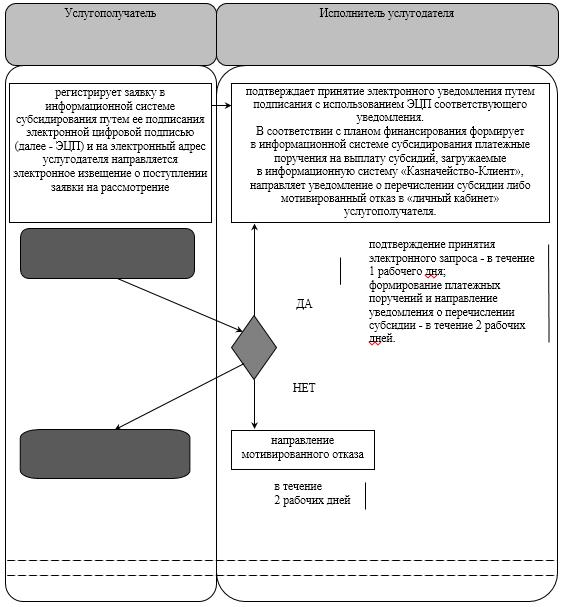 Услугополучатель
Исполнитель услугодателя
регистрирует заявку в
информационной системе
субсидирования путем ее подписания
электронной цифровой подписью
(далее - ЭЦП) и на электронный адрес
услугодателя направляется
электронное извещение о поступлении
заявки на рассмотрение
подтверждает принятие электронного уведомления путем
подписания с использованием ЭЦП соответствующего
уведомления.
В соответствии с планом финансирования формирует
в информационной системе субсидирования платежные
поручения на выплату субсидий, загружаемые
в информационную систему «Казначейство-Клиент»,
направляет уведомление о перечислении субсидии либо
мотивированный отказ в «личный кабинет»
услугополучателя.
подтверждение принятия
электронного запроса - в течение
1 рабочего дня;
формирование платежных
поручений и направление
уведомления о перечислении
субсидии - в течение 2 рабочих
дней.
ДА
НЕТ
направление
мотивированного отказа
в течение
2 рабочих дней